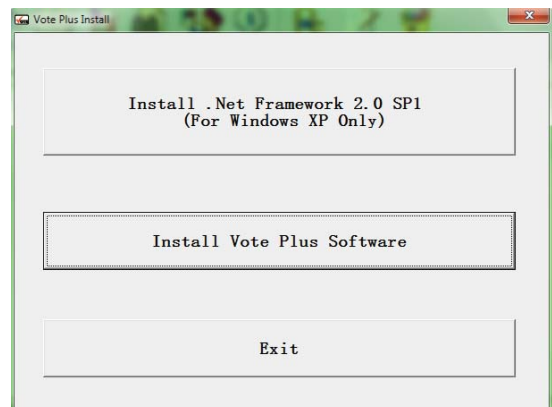 Vote Plus Install
Install .Net Framework 2.0 SP1
(For Windows XP Only)
Install Vote Plus Software
Exit